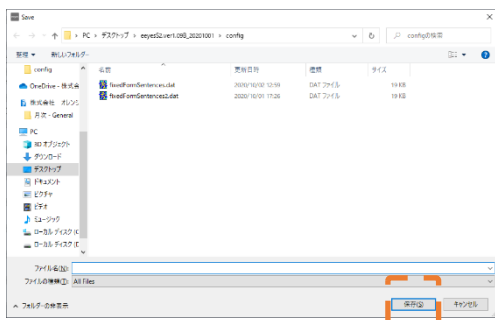 Save
PC › デスクトップ › eeyesS2.ver1.09B_20201001 › config
configの検索
整理 ▼ 新しいフォルダー
config
OneDrive - 株式会
株式会社 オレンジ
月次 - General
PC
3D オブジェクト
ダウンロード
デスクトップ
ドキュメント
ピクチャ
ビデオ
ミュージック
ローカル ディスク (C
ローカル ディスク (E
名前 更新日時 種類 サイズ
fixedFormSentences.dat 2020/10/02 12:59 DAT ファイル 19 KB
fixedFormSentences2.dat 2020/10/01 17:26 DAT ファイル 19 KB
ファイル名(N):
ファイルの種類(T): All Files
フォルダーの非表示
保存(S) キャンセル